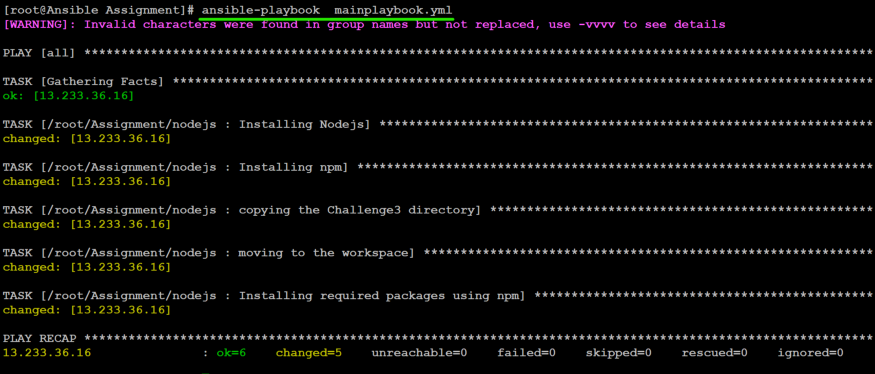 [root@Ansible Assignment]# ansible-playbook  mainplaybook.yml
[WARNING]: Invalid characters were found in group names but not replaced, use -vvvv to see details
PLAY [all] *********************************************************************************************************
TASK [Gathering Facts] *********************************************************************************************
ok: [13.233.36.16]
TASK [/root/Assignment/nodejs : Installing Nodejs] *****************************************************************
changed: [13.233.36.16]
TASK [/root/Assignment/nodejs : Installing npm] ********************************************************************
changed: [13.233.36.16]
TASK [/root/Assignment/nodejs : copying the Challenge3 directory] **************************************************
changed: [13.233.36.16]
TASK [/root/Assignment/nodejs : moving to the workspace] ***********************************************************
changed: [13.233.36.16]
TASK [/root/Assignment/nodejs : Installing required packages using npm] ********************************************
changed: [13.233.36.16]
PLAY RECAP *********************************************************************************************************
13.233.36.16               : ok=6    changed=5    unreachable=0    failed=0    skipped=0    rescued=0    ignored=0